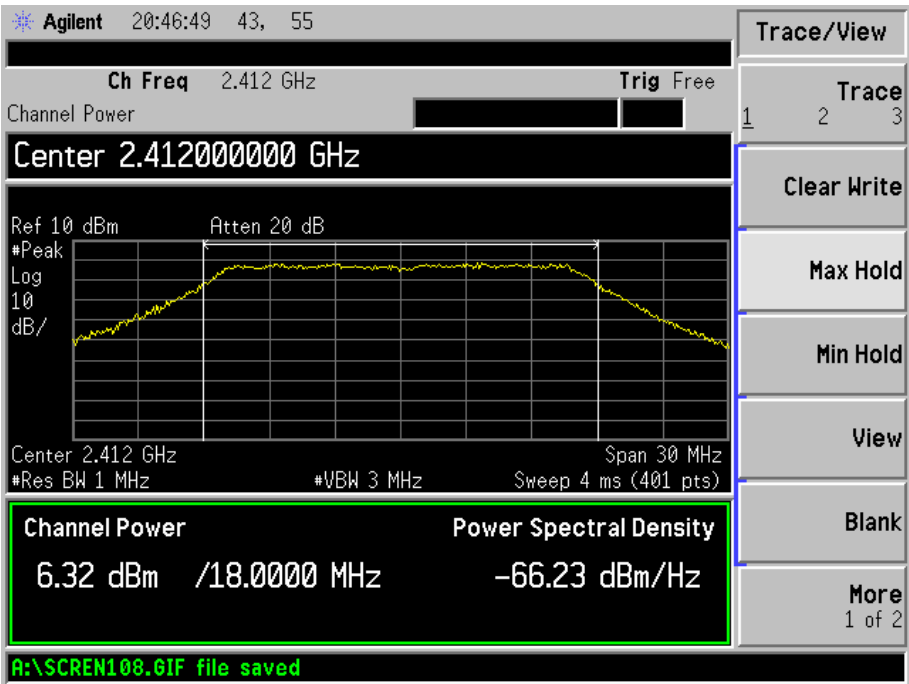 Agilent 20:46:49 43, 55
Ch Freq 2.412 GHz Trig Free
Channel Power
Center 2.412000000 GHz
Ref 10 dBm Atten 20 dB
#Peak
Log
10
dB/
Center 2.412 GHz Span 30 MHz
#Res BW 1 MHz #VBW 3 MHz Sweep 4 ms (401 pts)
Channel Power Power Spectral Density
6.32 dBm /18.0000 MHz -66.23 dBm/Hz
A:\SCREN108.GIF file saved
Trace/View
Trace
1 2 3
Clear Write
Max Hold
Min Hold
View
Blank
More
1 of 2